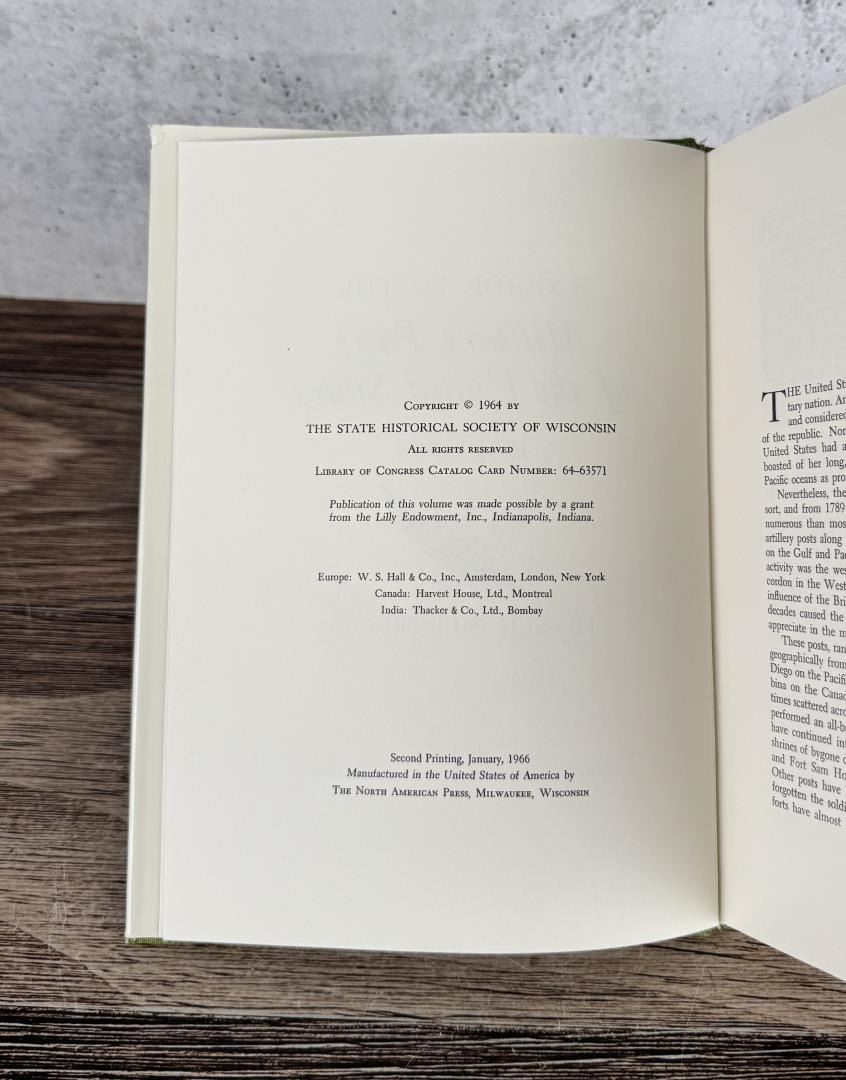 COPYRIGHT © 1964 BY
THE STATE HISTORICAL SOCIETY OF WISCONSIN
ALL RIGHTS RESERVED
LIBRARY OF CONGRESS CATALOG CARD NUMBER: 64–63571
Publication of this volume was made possible by a grant
from the Lilly Endowment, Inc., Indianapolis, Indiana.
Europe: W. S. Hall & Co., Inc., Amsterdam, London, New York
Canada: Harvest House, Ltd., Montreal
India: Thacker & Co., Ltd., Bombay
Second Printing, January, 1966
Manufactured in the United States of America by
THE NORTH AMERICAN PRESS, MILWAUKEE, WISCONSIN
THE United St
tary nation. An
and considered
of the republic. Nor
United States had a
boasted of her long,
Pacific oceans as pro
Nevertheless, the
sort, and from 1789
numerous than mos
artillery posts along
on the Gulf and Pa
activity was the wes
cordon in the West
influence of the Bri
decades caused the
appreciate in the m
These posts, ran
geographically from
Diego on the Pacifi
bina on the Cana
times scattered acro
performed an all-b
have continued in
shrines of bygone
and Fort Sam Ho
Other posts have
forgotten the soldi
forts have almost